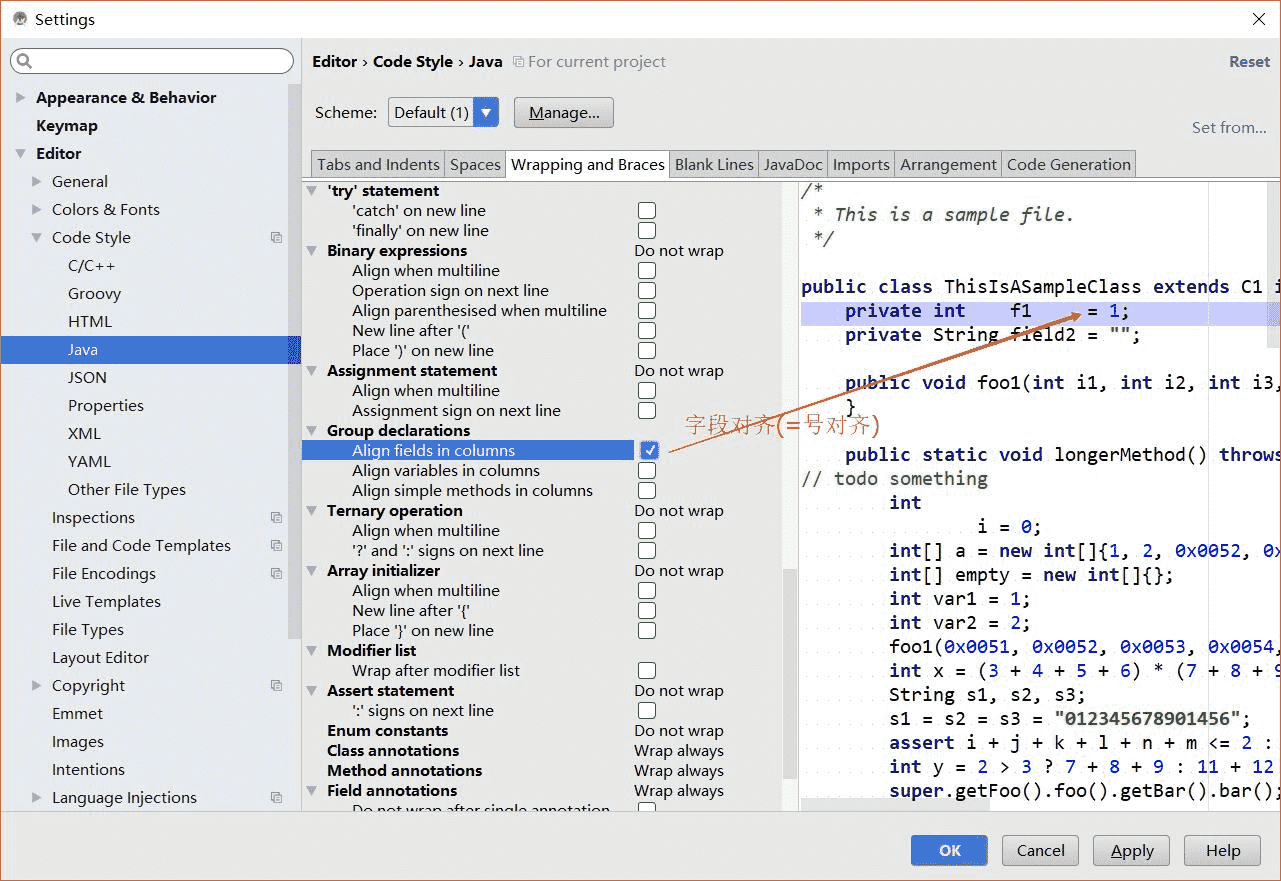 Settings
Editor › Code Style › Java For current project
Reset
Scheme: Default (1) Manage...
Set from...
Appearance & Behavior
Keymap
Editor
General
Colors & Fonts
Code Style
C/C++
Groovy
HTML
Java
JSON
Properties
XML
YAML
Other File Types
Inspections
File and Code Templates
File Encodings
Live Templates
File Types
Layout Editor
Copyright
Emmet
Images
Intentions
Language Injections
Tabs and Indents Spaces Wrapping and Braces Blank Lines JavaDoc Imports Arrangement Code Generation
'try' statement
'catch' on new line
'finally' on new line
Binary expressions Do not wrap
Align when multiline
Operation sign on next line
Align parenthesised when multiline
New line after '('
Place ')' on new line
Assignment statement Do not wrap
Align when multiline
Assignment sign on next line
Group declarations
Align fields in columns
Align variables in columns
Align simple methods in columns
Ternary operation Do not wrap
Align when multiline
'?' and ':' signs on next line
Array initializer Do not wrap
Align when multiline
New line after '{'
Place '}' on new line
Modifier list
Wrap after modifier list
Assert statement Do not wrap
':' signs on next line
Enum constants Do not wrap
Class annotations Wrap always
Method annotations Wrap always
Field annotations Wrap always
Do not wrap after single annotation
字段对齐(=号对齐)
/*
* This is a sample file.
*/
public class ThisIsASampleClass extends C1 i
private int f1 = 1;
private String field2 = "";
public void foo1(int i1, int i2, int i3,
}
public static void longerMethod() throws
// todo something
int
i = 0;
int[] a = new int[]{1, 2, 0x0052, 0x
int[] empty = new int[]{};
int var1 = 1;
int var2 = 2;
foo1(0x0051, 0x0052, 0x0053, 0x0054,
int x = (3 + 4 + 5 + 6) * (7 + 8 + 9
String s1, s2, s3;
s1 = s2 = s3 = "012345678901456";
assert i + j + k + l + n + m <= 2 :
int y = 2 > 3 ? 7 + 8 + 9 : 11 + 12
super.getFoo().foo().getBar().bar();
OK Cancel Apply Help